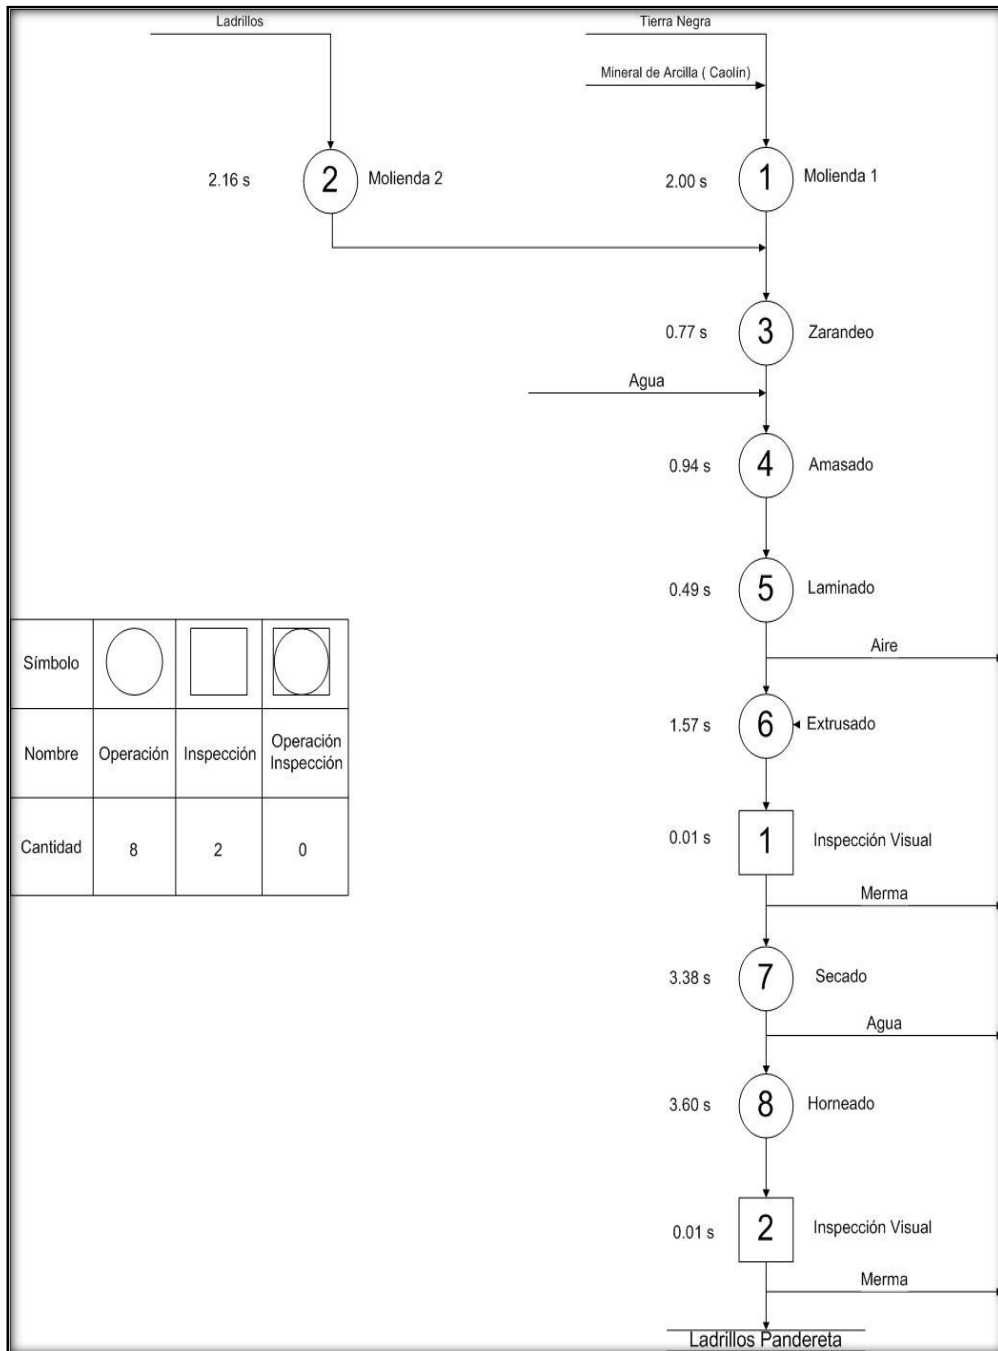 Ladrillos
Tierra Negra
Mineral de Arcilla ( Caolín)
2.16 s
2
Molienda 2
2.00 s
1
Molienda 1
0.77 s
3
Zarandeo
Agua
0.94 s
4
Amasado
0.49 s
5
Laminado
Aire
1.57 s
6
Extrusado
0.01 s
1
Inspección Visual
Merma
3.38 s
7
Secado
Agua
3.60 s
8
Horneado
0.01 s
2
Inspección Visual
Merma
Ladrillos Pandereta
Símbolo
Nombre
Operación
Inspección
Operación
Inspección
Cantidad
8
2
0